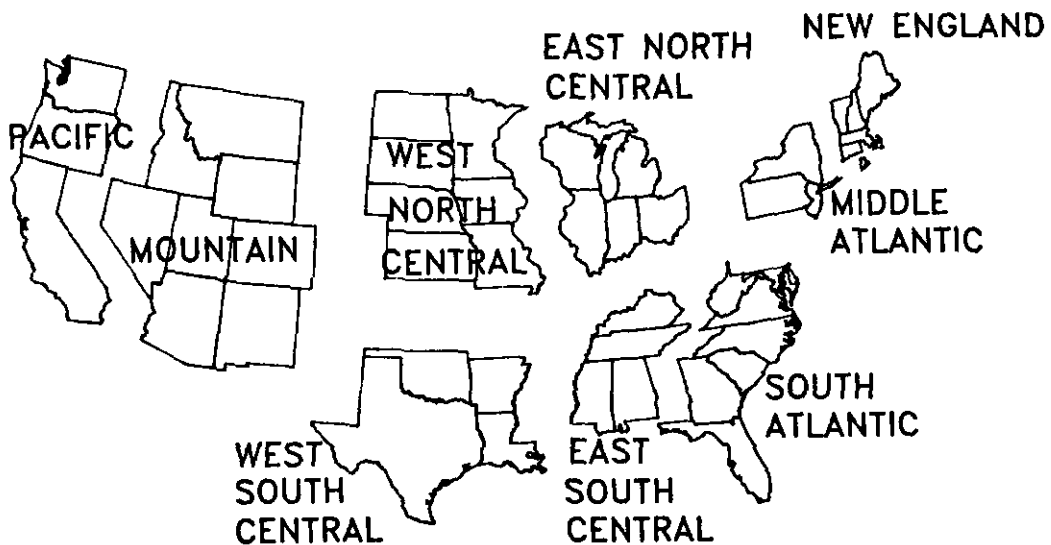 NEW ENGLAND
EAST NORTH
CENTRAL
PACIFIC
WEST
NORTH
CENTRAL
MOUNTAIN
MIDDLE
ATLANTIC
SOUTH
ATLANTIC
WEST
SOUTH
CENTRAL
EAST
SOUTH
CENTRAL